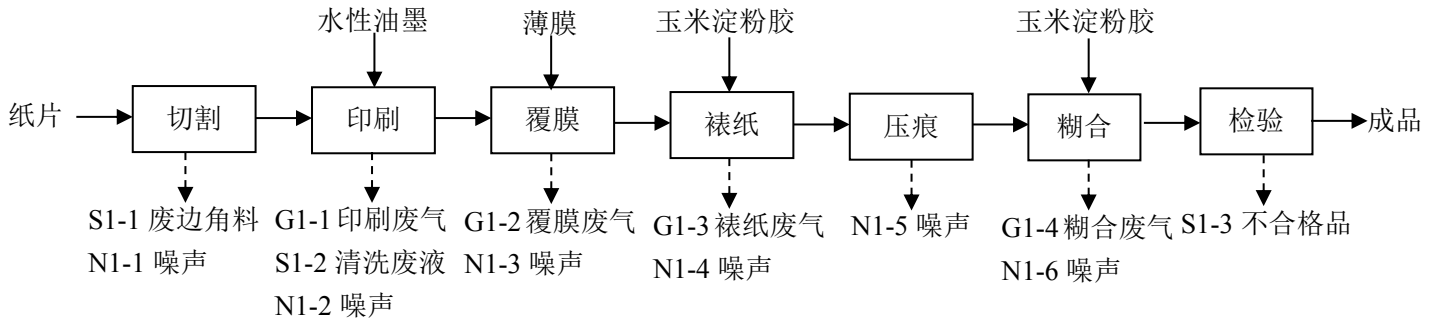 水性油墨
薄膜
玉米淀粉胶
玉米淀粉胶
纸片
切割
印刷
覆膜
裱纸
压痕
糊合
检验
成品
S1-1 废边角料
N1-1 噪声
G1-1 印刷废气
S1-2 清洗废液
N1-2 噪声
G1-2 覆膜废气
N1-3 噪声
G1-3 裱纸废气
N1-4 噪声
N1-5 噪声
G1-4 糊合废气
N1-6 噪声
S1-3 不合格品